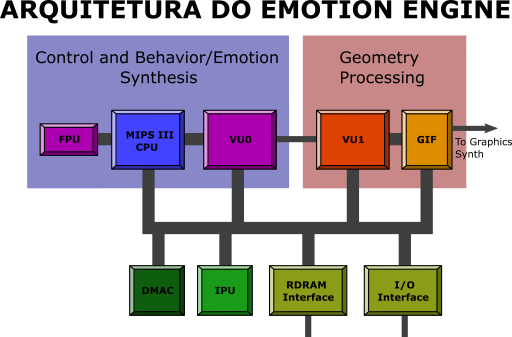 ARQUITETURA DO EMOTION ENGINE
Control and Behavior/Emotion
Synthesis
Geometry
Processing
FPU
MIPS III
CPU
VU0
VU1
GIF
To Graphics
Synth
DMAC
IPU
RDRAM
Interface
I/O
Interface